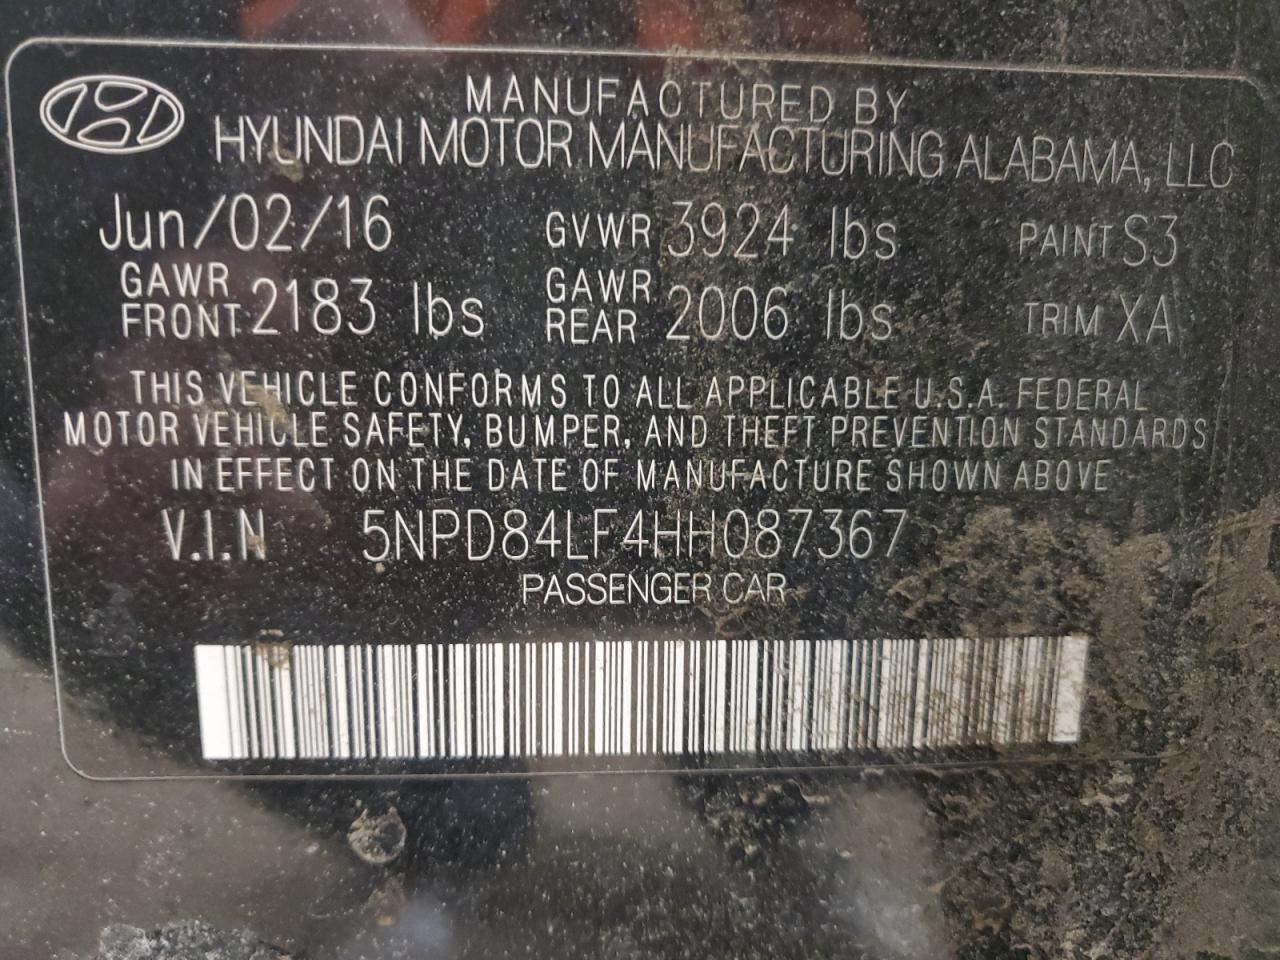 MANUFACTURED BY
HYUNDAI MOTOR MANUFACTURING ALABAMA, LLC
Jun/02/16 GVWR 3924 lbs PAINT S3
GAWR FRONT 2183 lbs GAWR REAR 2006 lbs TRIM XA
THIS VEHICLE CONFORMS TO ALL APPLICABLE U.S.A. FEDERAL
MOTOR VEHICLE SAFETY, BUMPER, AND THEFT PREVENTION STANDARDS
IN EFFECT ON THE DATE OF MANUFACTURE SHOWN ABOVE
V.I.N 5NPD84LF4HH087367
PASSENGER CAR